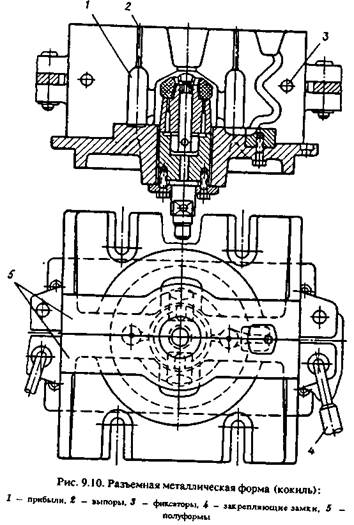 1
2
3
5
4
Рис. 9.10. Разъемная металлическая форма (кокиль):
1 — прибыли, 2 — выпоры, 3 — фиксаторы, 4 — закрепляющие замки, 5 —
полуформы